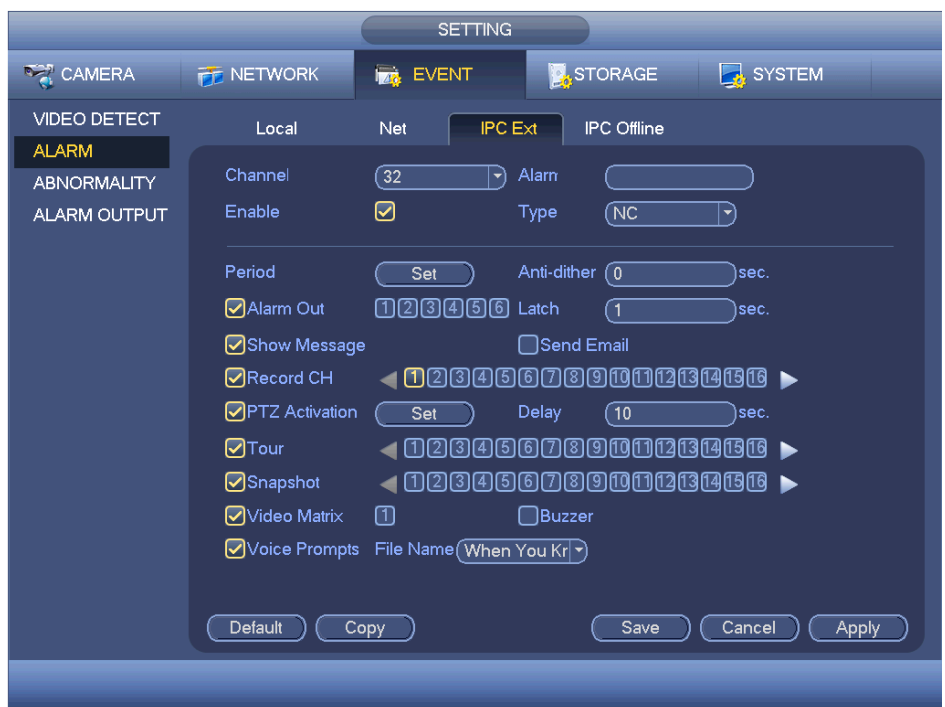 SETTING
CAMERA NETWORK EVENT STORAGE SYSTEM
VIDEO DETECT
ALARM
ABNORMALITY
ALARM OUTPUT
Local Net IPC Ext IPC Offline
Channel 32 Alarm
Enable Type NC
Period Set Anti-dither 0 sec.
Alarm Out 1 2 3 4 5 6 Latch 1 sec.
Show Message Send Email
Record CH 1 2 3 4 5 6 7 8 9 10 11 12 13 14 15 16
PTZ Activation Set Delay 10 sec.
Tour 1 2 3 4 5 6 7 8 9 10 11 12 13 14 15 16
Snapshot 1 2 3 4 5 6 7 8 9 10 11 12 13 14 15 16
Video Matrix 1 Buzzer
Voice Prompts File Name When You Kr
Default Copy Save Cancel Apply